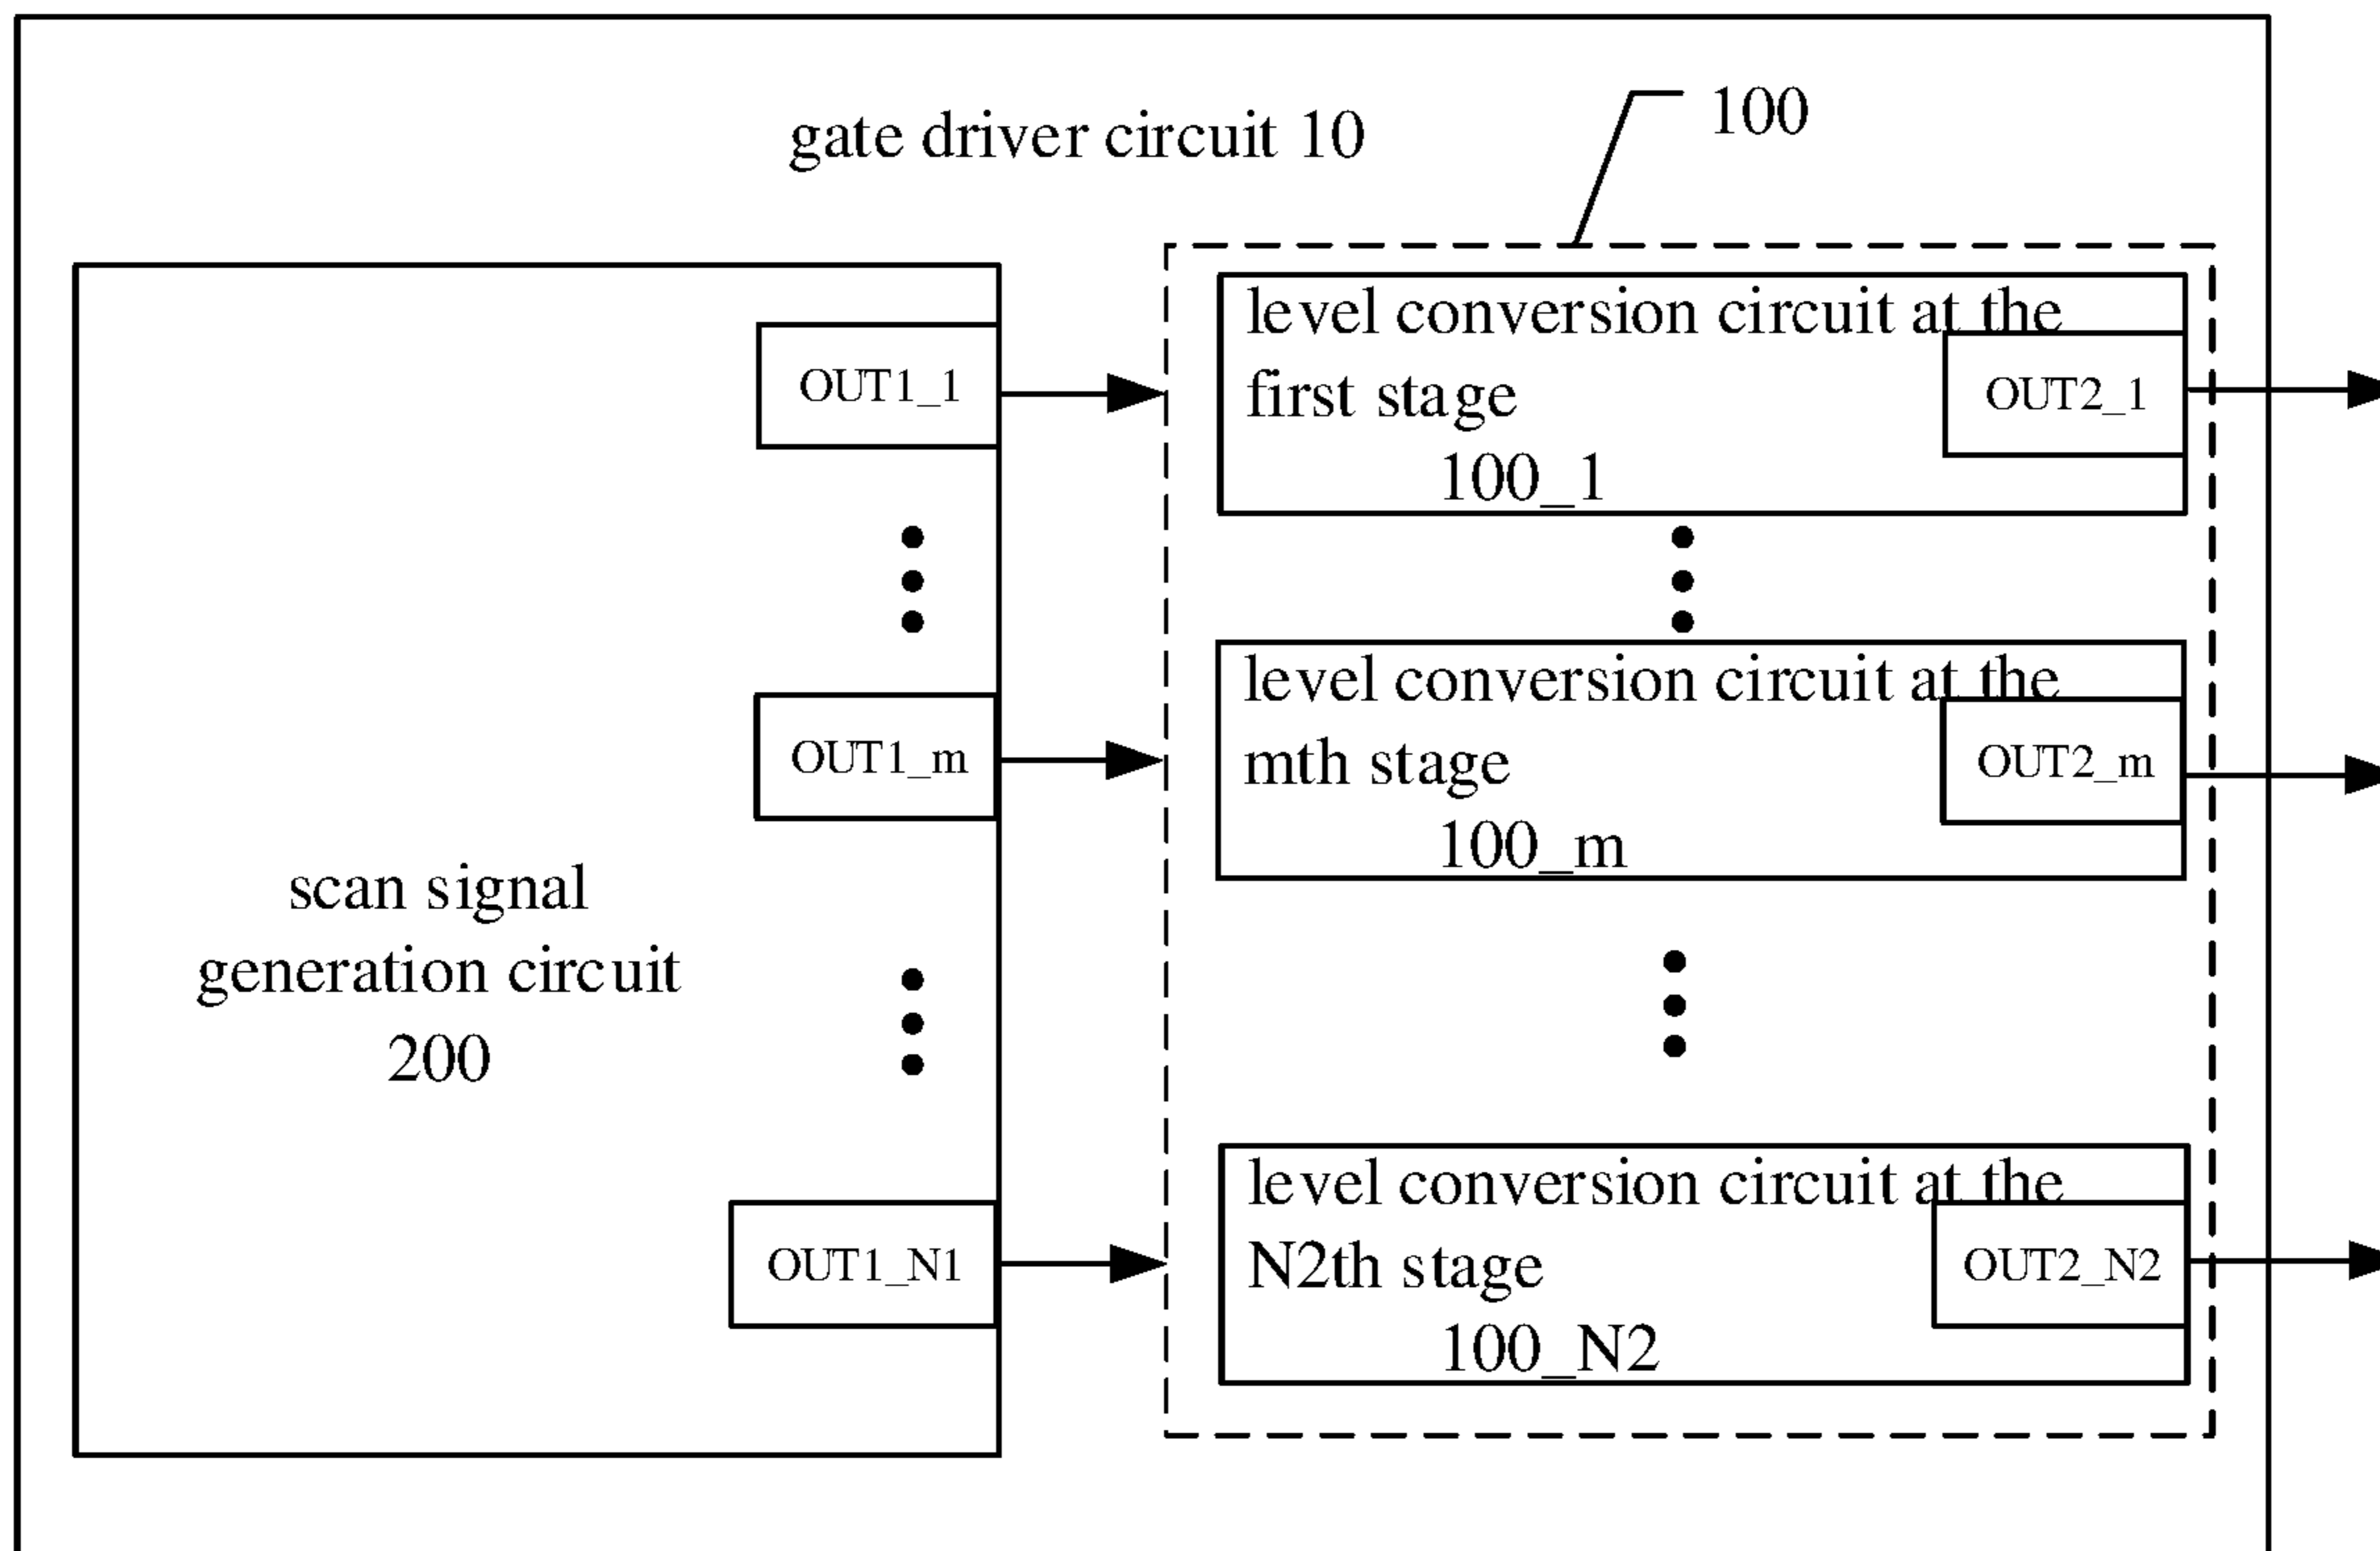 gate driver circuit 10
100
scan signal
generation circuit
200
OUT1_1
OUT1_m
OUT1_N1
level conversion circuit at the
first stage
100_1
OUT2_1
level conversion circuit at the
mth stage
100_m
OUT2_m
level conversion circuit at the
N2th stage
100_N2
OUT2_N2